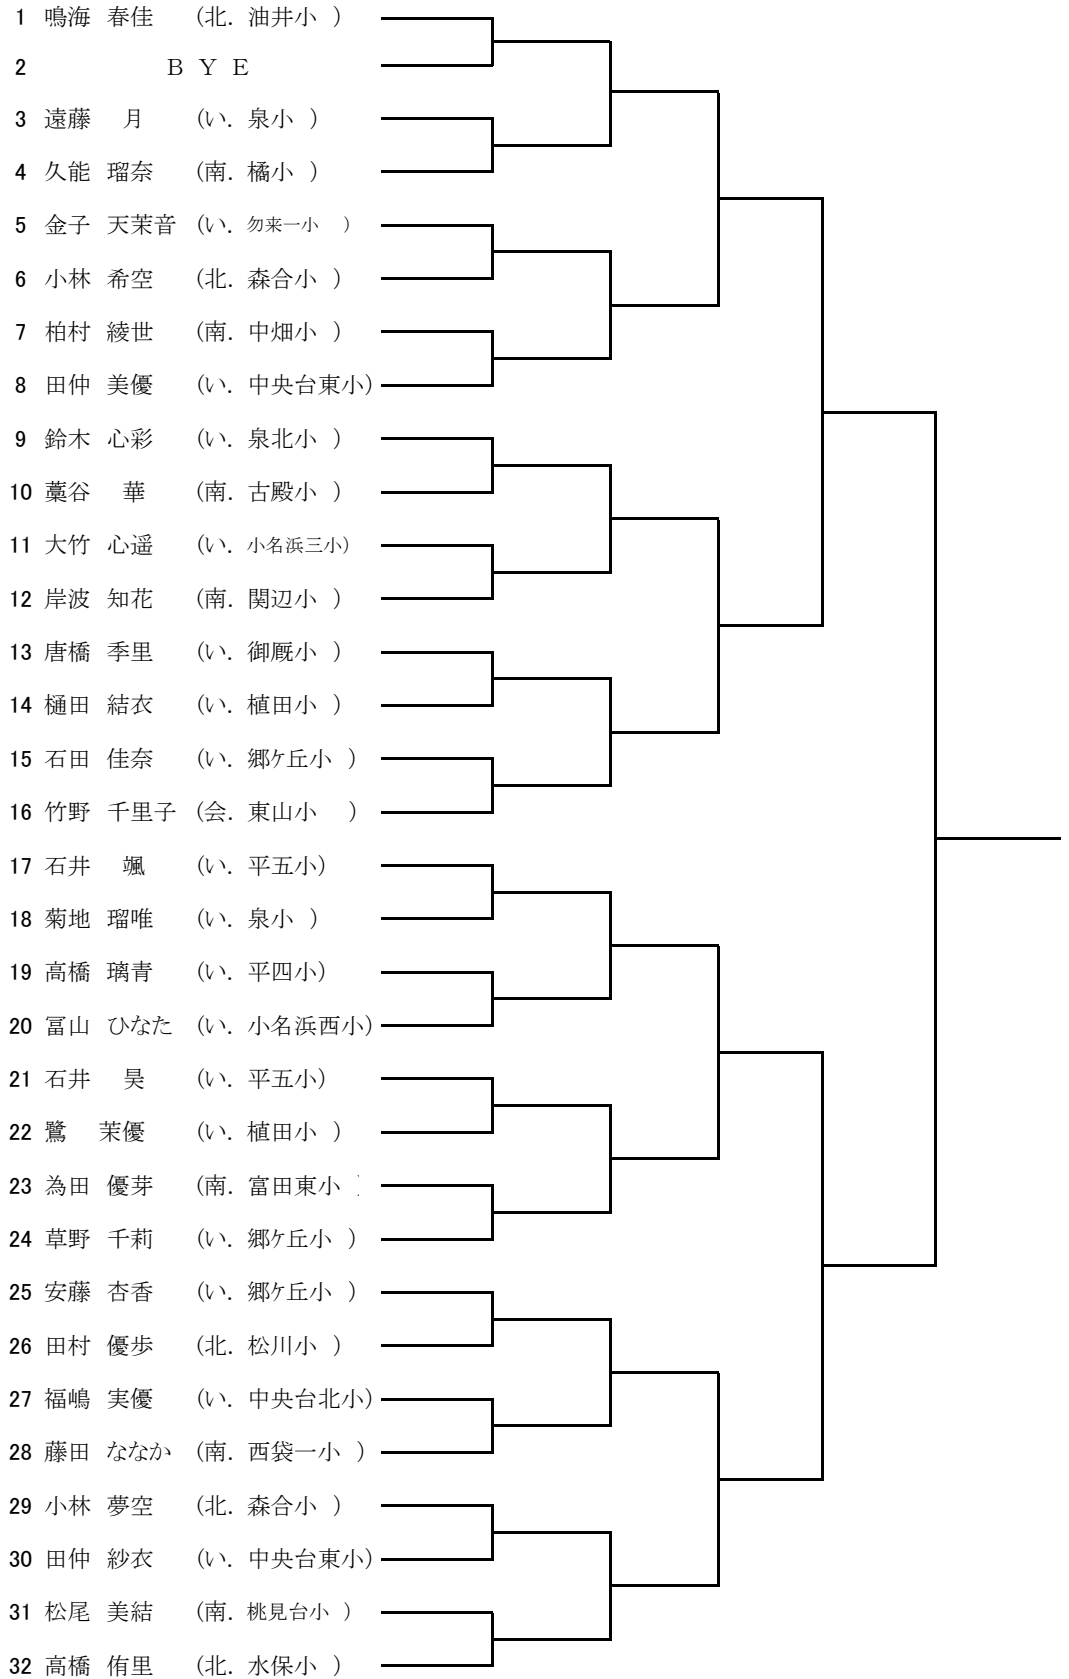 1 鳴海 春佳 (北. 油井小 )
2 B Y E
3 遠藤 月 (い. 泉小 )
4 久能 瑠奈 (南. 橘小 )
5 金子 天茉音 (い. 勿来一小 )
6 小林 希空 (北. 森合小 )
7 柏村 綾世 (南. 中畑小 )
8 田仲 美優 (い. 中央台東小)
9 鈴木 心彩 (い. 泉北小 )
10 藁谷 華 (南. 古殿小 )
11 大竹 心遥 (い. 小名浜三小)
12 岸波 知花 (南. 関辺小 )
13 唐橋 季里 (い. 御厩小 )
14 樋田 結衣 (い. 植田小 )
15 石田 佳奈 (い. 郷ケ丘小 )
16 竹野 千里子 (会. 東山小 )
17 石井 颯 (い. 平五小)
18 菊地 瑠唯 (い. 泉小 )
19 高橋 璃青 (い. 平四小)
20 冨山 ひなた (い. 小名浜西小)
21 石井 昊 (い. 平五小)
22 鷺 茉優 (い. 植田小 )
23 為田 優芽 (南. 富田東小 )
24 草野 千莉 (い. 郷ケ丘小 )
25 安藤 杏香 (い. 郷ケ丘小 )
26 田村 優歩 (北. 松川小 )
27 福嶋 実優 (い. 中央台北小)
28 藤田 ななか (南. 西袋一小 )
29 小林 夢空 (北. 森合小 )
30 田仲 紗衣 (い. 中央台東小)
31 松尾 美結 (南. 桃見台小 )
32 高橋 侑里 (北. 水保小 )